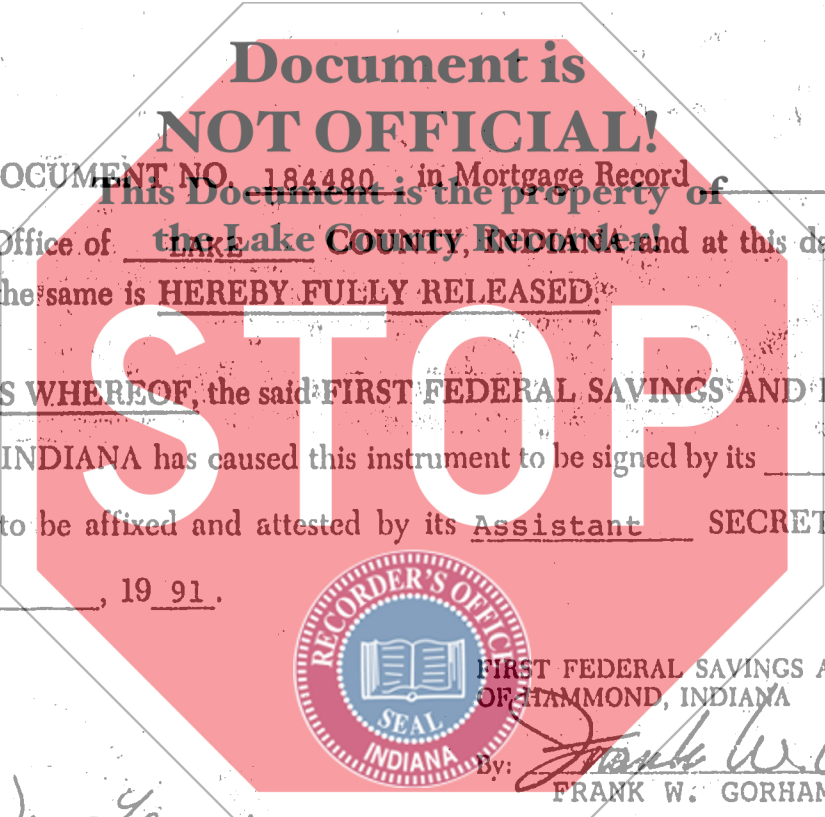 Document is
NOT OFFICIAL!
OCUMENT NO. 184480 in Mortgage Record
This Document is the property of
the Lake County Recorder!
Office of LAKE COUNTY, INDIANA and at this da
he same is HEREBY FULLY RELEASED.
STOP
S WHEREOF, the said FIRST FEDERAL SAVINGS AND
INDIANA has caused this instrument to be signed by its
to be affixed and attested by its Assistant SECRET
, 19 91.
RECORDER'S OFFICE
SEAL
INDIANA
FIRST FEDERAL SAVINGS A
OF HAMMOND, INDIANA
By: Frank W.
FRANK W. GORHAM